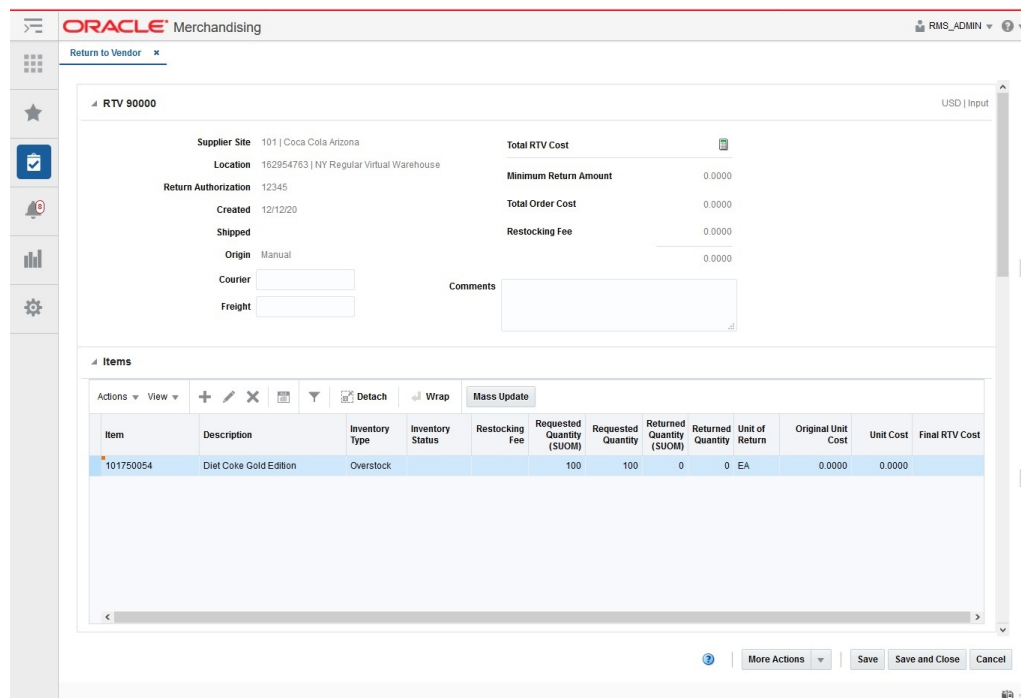 ORACLE Merchandising
RMS_ADMIN
Return to Vendor
8
RTV 90000
USD | Input
Supplier Site 101 | Coca Cola Arizona
Location 162954763 | NY Regular Virtual Warehouse
Return Authorization 12345
Created 12/12/20
Shipped
Origin Manual
Courier
Freight
Total RTV Cost
Minimum Return Amount 0.0000
Total Order Cost 0.0000
Restocking Fee 0.0000
0.0000
Comments
Items
Actions View Detach Wrap Mass Update
Item Description Inventory Type Inventory Status Restocking Fee Requested Quantity (SUOM) Requested Quantity Returned Quantity (SUOM) Returned Quantity Unit of Return Original Unit Cost Unit Cost Final RTV Cost
101750054 Diet Coke Gold Edition Overstock 100 100 0 0 EA 0.0000 0.0000
More Actions Save Save and Close Cancel